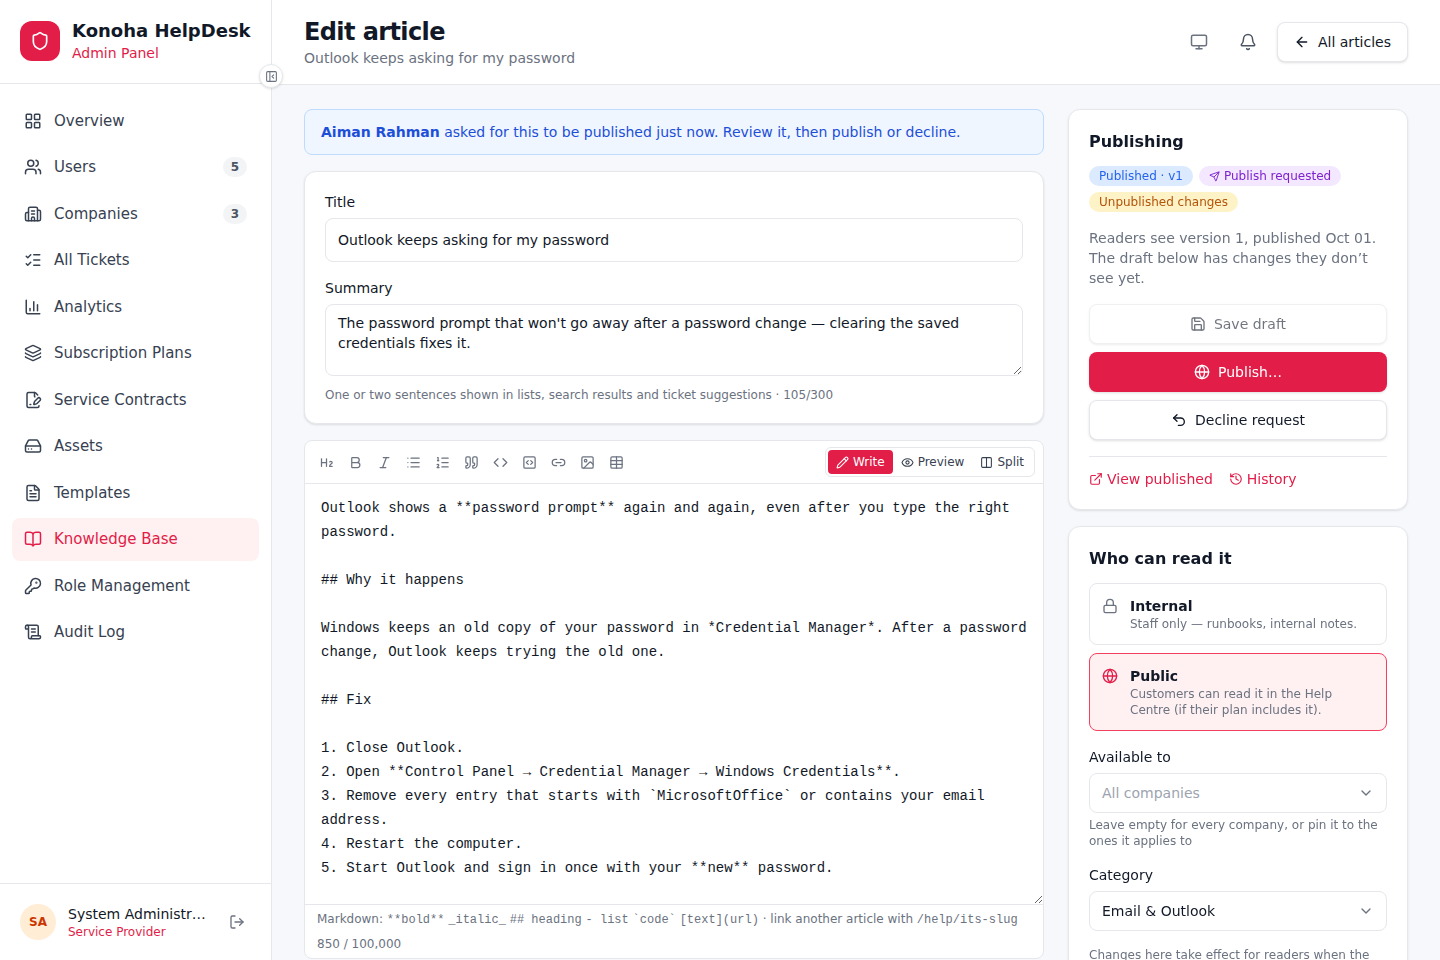 Konoha HelpDesk
Admin Panel
Overview
Users 5
Companies 3
All Tickets
Analytics
Subscription Plans
Service Contracts
Assets
Templates
Knowledge Base
Role Management
Audit Log
SA
System Administr...
Service Provider
Edit article
Outlook keeps asking for my password
All articles
Aiman Rahman asked for this to be published just now. Review it, then publish or decline.
Title
Outlook keeps asking for my password
Summary
The password prompt that won't go away after a password change — clearing the saved
credentials fixes it.
One or two sentences shown in lists, search results and ticket suggestions · 105/300
H2 B I
Write Preview Split
Outlook shows a **password prompt** again and again, even after you type the right
password.
## Why it happens
Windows keeps an old copy of your password in *Credential Manager*. After a password
change, Outlook keeps trying the old one.
## Fix
1. Close Outlook.
2. Open **Control Panel → Credential Manager → Windows Credentials**.
3. Remove every entry that starts with `MicrosoftOffice` or contains your email
address.
4. Restart the computer.
5. Start Outlook and sign in once with your **new** password.
Markdown: **bold** _italic_ ## heading - list `code` [text](url) · link another article with /help/its-slug
850 / 100,000
Publishing
Published · v1 Publish requested
Unpublished changes
Readers see version 1, published Oct 01.
The draft below has changes they don’t
see yet.
Save draft
Publish…
Decline request
View published History
Who can read it
Internal
Staff only — runbooks, internal notes.
Public
Customers can read it in the Help
Centre (if their plan includes it).
Available to
All companies
Leave empty for every company, or pin it to the
ones it applies to
Category
Email & Outlook
Changes here take effect for readers when the